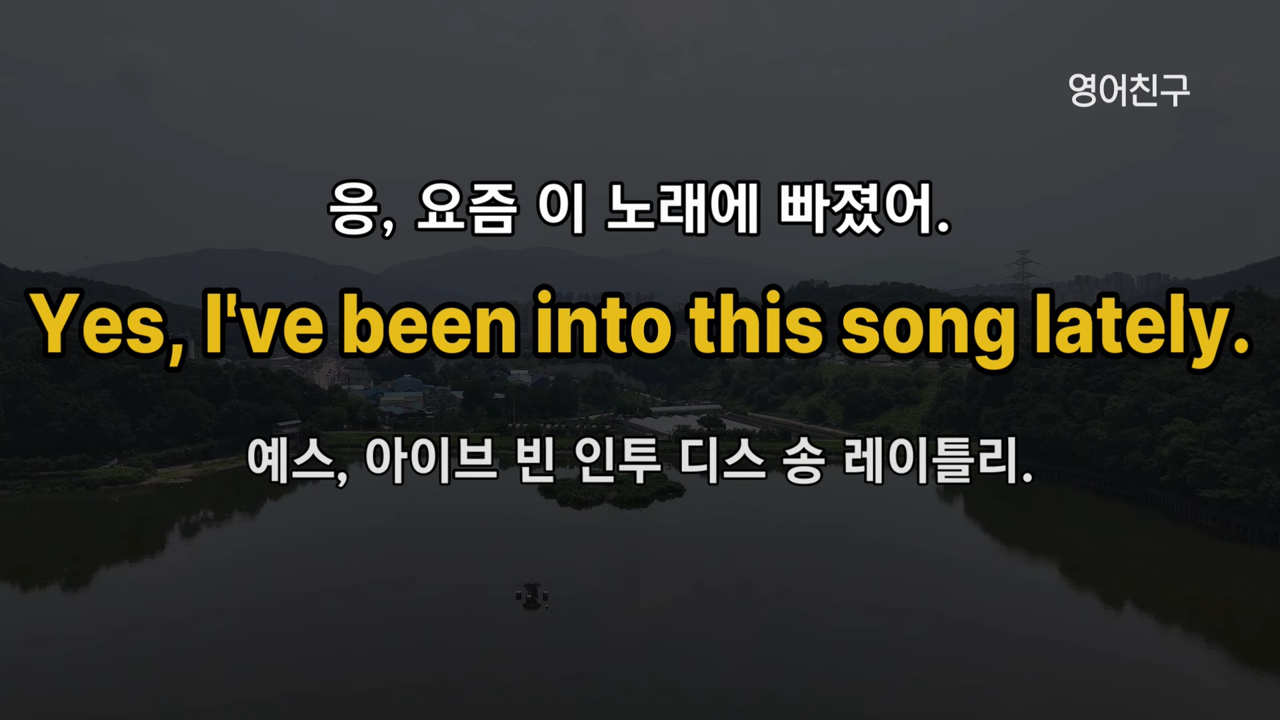 영어친구
응, 요즘 이 노래에 빠졌어.
Yes, I've been into this song lately.
예스, 아이브 빈 인투 디스 송 레이틀리.